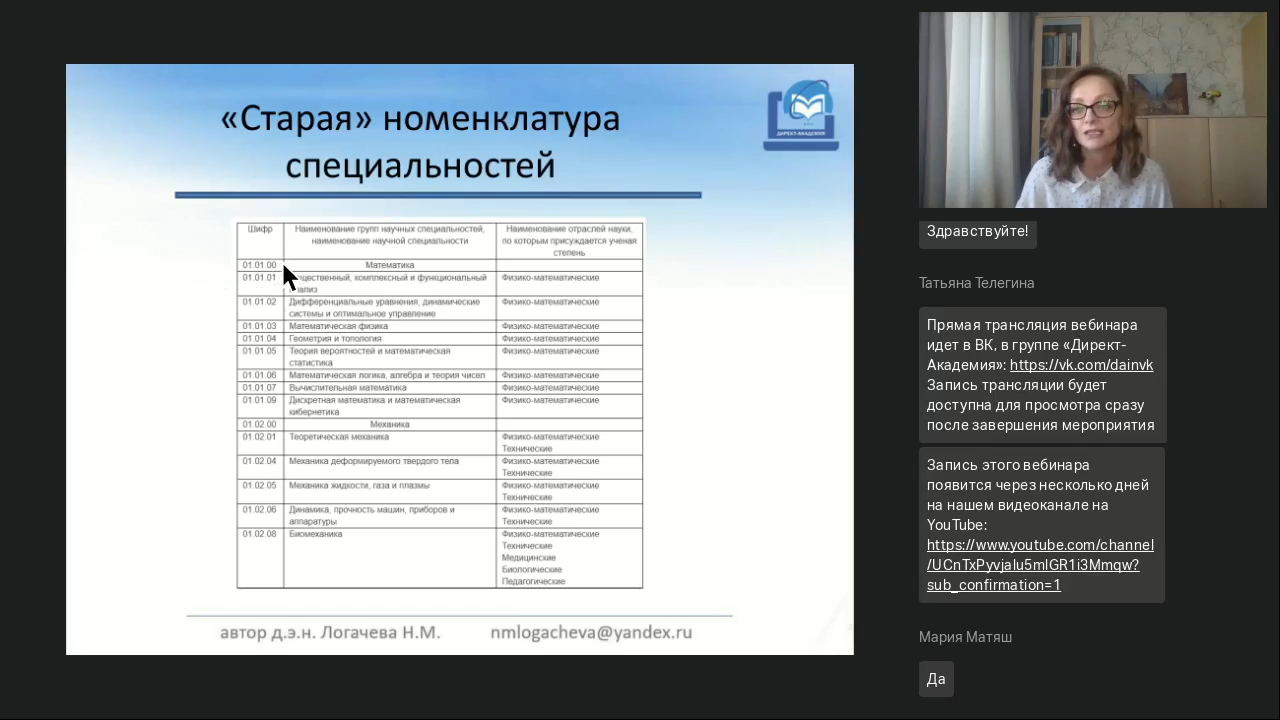 «Старая» номенклатура
специальностей
ДИРЕКТ-АКАДЕМИЯ
Шифр
Наименование групп научных специальностей,
наименование научной специальности
Наименование отраслей науки,
по которым присуждается ученая
степень
01.01.00 Математика
01.01.01 комплексный и функциональный Физико-математические
01.01.02 Дифференциальные уравнения, динамические Физико-математические
системы и оптимальное управление
01.01.03 Математическая физика Физико-математические
01.01.04 Геометрия и топология Физико-математические
01.01.05 Теория вероятностей и математическая Физико-математические
статистика
01.01.06 Математическая логика, алгебра и теория чисел Физико-математические
01.01.07 Вычислительная математика Физико-математические
01.01.09 Дискретная математика и математическая Физико-математические
кибернетика
01.02.00 Механика
01.02.01 Теоретическая механика Физико-математические
Технические
01.02.04 Механика деформируемого твердого тела Физико-математические
Технические
01.02.05 Механика жидкости, газа и плазмы Физико-математические
Технические
01.02.06 Динамика, прочность машин, приборов и Физико-математические
аппаратуры Технические
01.02.08 Биомеханика Физико-математические
Технические
Медицинские
Биологические
Педагогические
автор д.э.н. Логачева Н.М. nmlogacheva@yandex.ru
Здравствуйте!
Татьяна Телегина
Прямая трансляция вебинара
идет в ВК, в группе «Директ-
Академия»: https://vk.com/dainvk
Запись трансляции будет
доступна для просмотра сразу
после завершения мероприятия
Запись этого вебинара
появится через несколько дней
на нашем видеоканале на
YouTube:
https://www.youtube.com/channel
/UCnTxPyvjaIu5mIGR1i3Mmqw?
sub_confirmation=1
Мария Матяш
Да